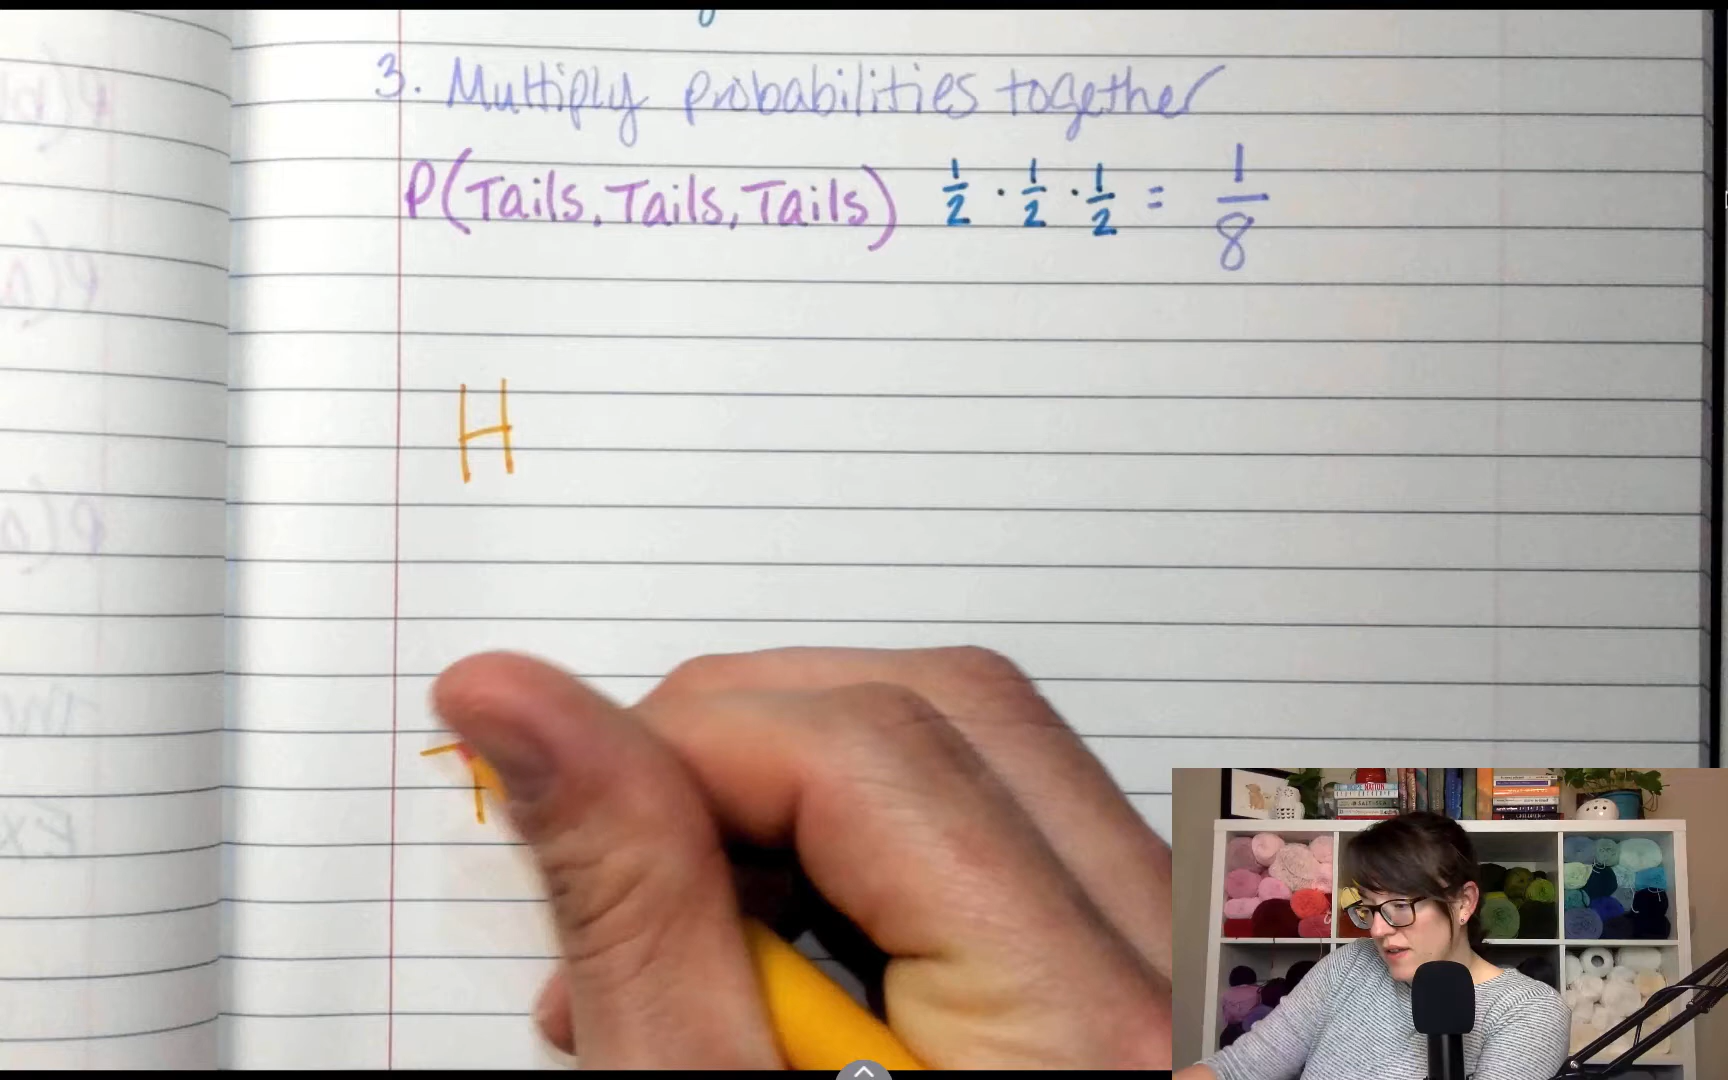 3. Multiply probabilities together
P(Tails, Tails, Tails) 1/2 · 1/2 · 1/2 = 1/8
H
T